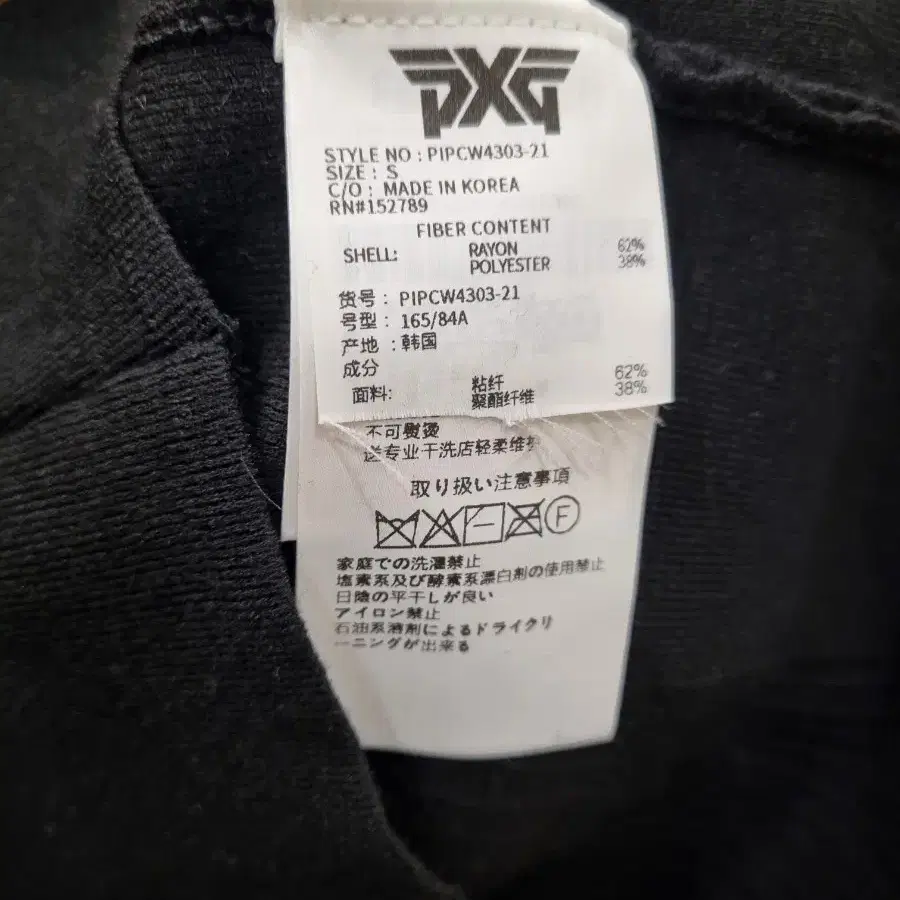 PXG
STYLE NO : PIPCW4303-21
SIZE : S
C/O : MADE IN KOREA
RN#152789
FIBER CONTENT
SHELL: RAYON 62%
POLYESTER 38%
货号 : PIPCW4303-21
号型 : 165/84A
产地 : 韩国
成分
面料: 粘纤 62%
聚酯纤维 38%
不可熨烫
送专业干洗店轻柔维护
取り扱い注意事項
F
家庭での洗濯禁止
塩素系及び酵素系漂白剤の使用禁止
日陰の平干しが良い
アイロン禁止
石油系溶剤によるドライクリ
ーニングが出来る